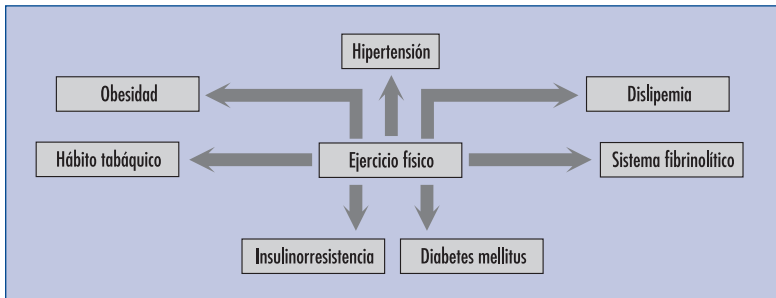 Hipertensión
Obesidad
Dislipemia
Hábito tabáquico
Ejercicio físico
Sistema fibrinolítico
Insulinorresistencia
Diabetes mellitus